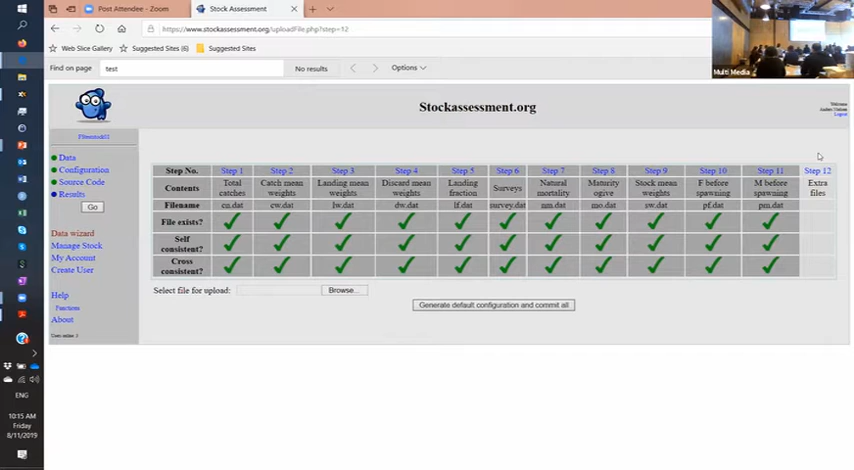 Post Attendee - Zoom
Stock Assessment
https://www.stockassessment.org/uploadFile.php?step=12
Web Slice Gallery
Suggested Sites (6)
Suggested Sites
Find on page
test
No results
Options
Multi Media
Stockassessment.org
Welcome
Logout
Data
Configuration
Source Code
Results
Go
Data wizard
Manage Stock
My Account
Create User
Help
Functions
About
Step No. Step 1 Step 2 Step 3 Step 4 Step 5 Step 6 Step 7 Step 8 Step 9 Step 10 Step 11 Step 12
Contents Total catches Catch mean weights Landing mean weights Discard mean weights Landing fraction Surveys Natural mortality Maturity ogive Stock mean weights F before spawning M before spawning Extra files
Filename cn.dat cw.dat lw.dat dw.dat lf.dat survey.dat nm.dat mo.dat sw.dat pf.dat pm.dat
File exists?
Self consistent?
Cross consistent?
Select file for upload:
Browse...
Generate default configuration and commit all
ENG
10:15 AM
Friday
8/11/2019